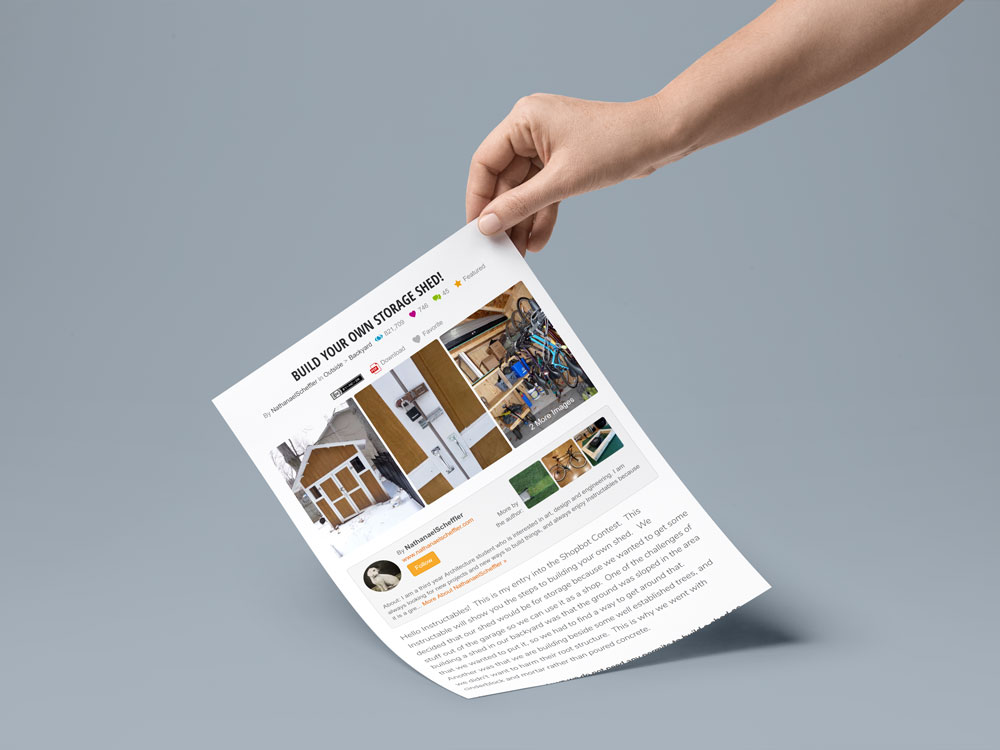 BUILD YOUR OWN STORAGE SHED!
By NathanaelScheffler in Outside > Backyard 821,709 746 45 Featured
Download Favorite
2 More Images
By NathanaelScheffler
www.nathanaelscheffler.com
Follow
More by
the author:
About: I am a third year Architecture student who is interested in art, design and engineering. I am
always looking for new projects and new ways to build things, and always enjoy Instructables because
it is a gre... More About NathanaelScheffler »
Hello Instructables! This is my entry into the Shopbot Contest. This
Instructable will show you the steps to building your own shed. We
decided that our shed would be for storage because we wanted to get some
stuff out of the garage so we can use it as a shop. One of the challenges of
building a shed in our backyard was that the ground was sloped in the area
that we wanted to put it, so we had to find a way to get around that.
Another was that we are building beside some well established trees, and
we didn't want to harm their root structure. This is why we went with
cinderblock and mortar rather than poured concrete.